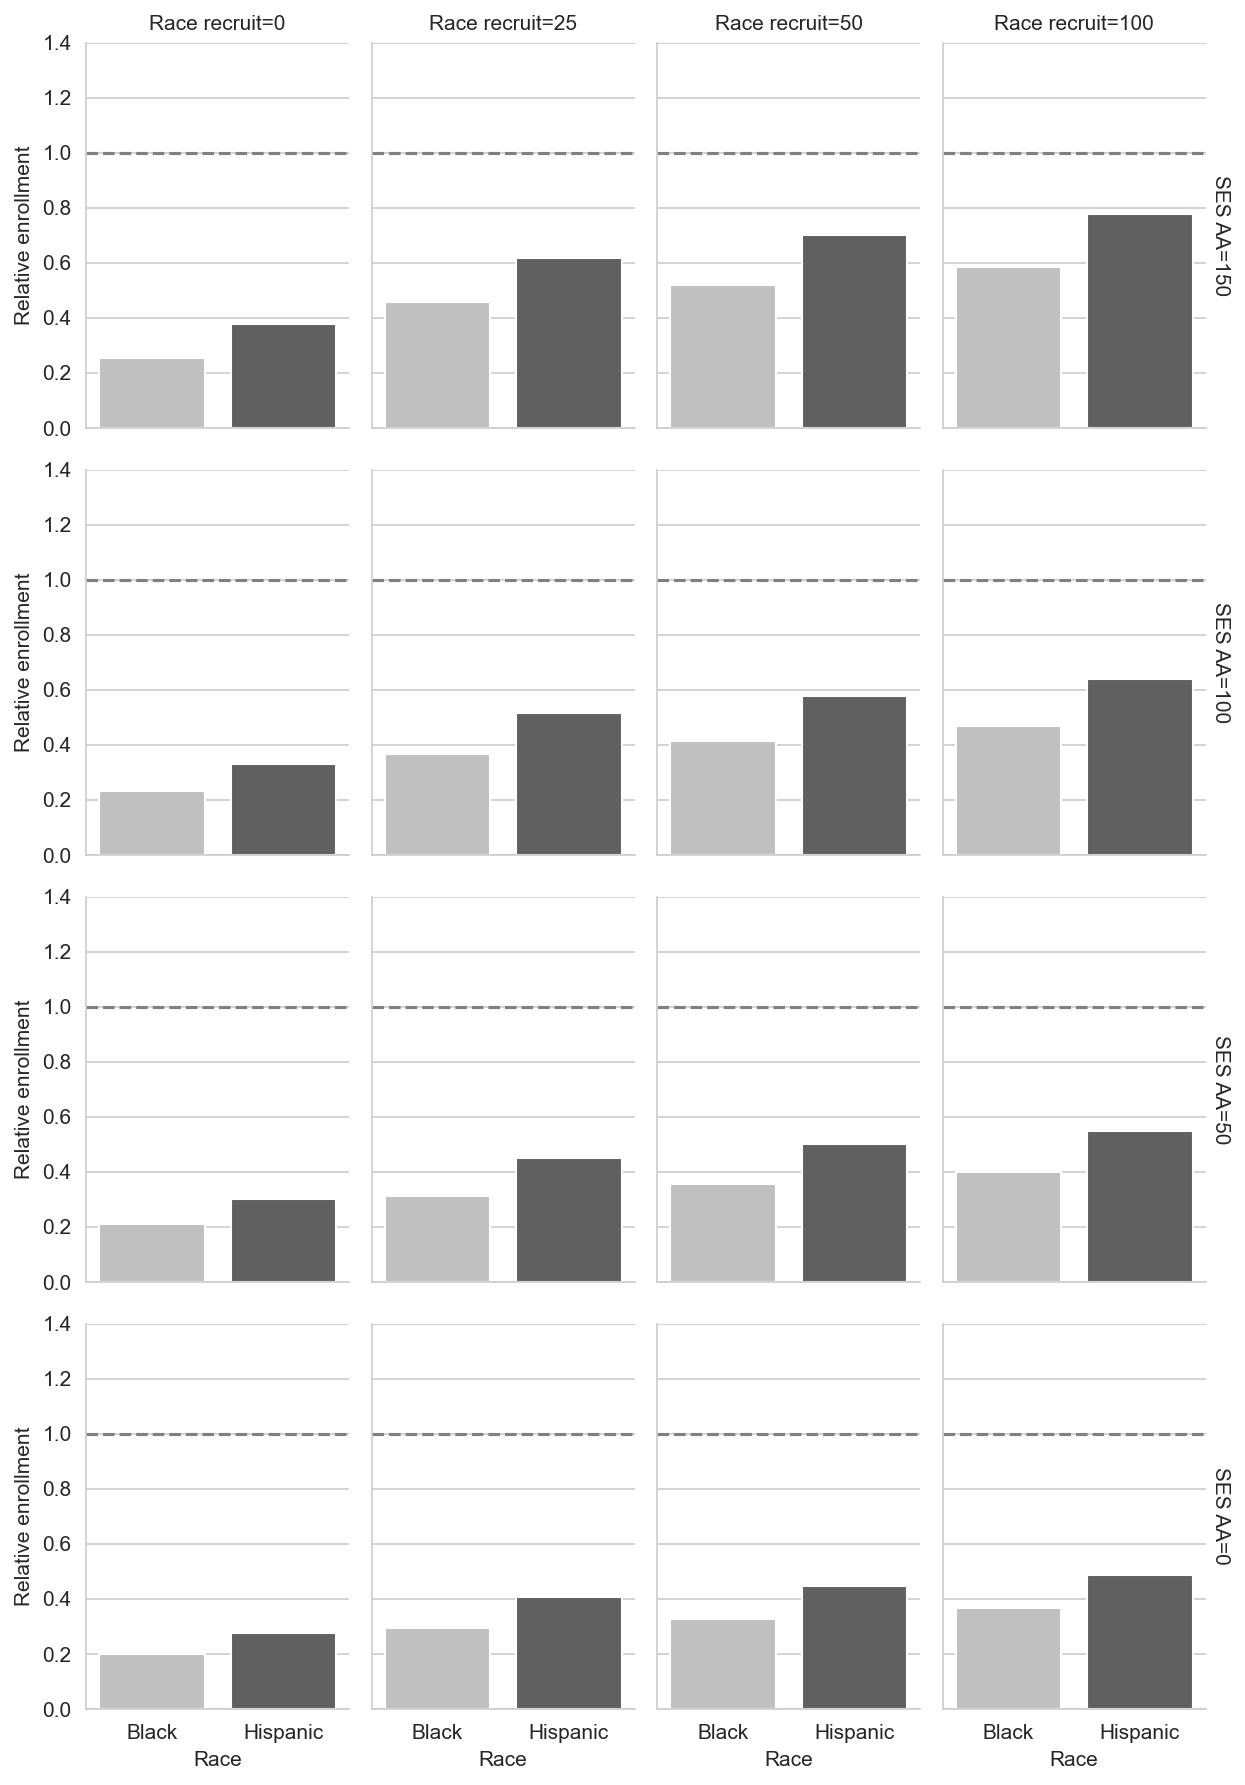 Race recruit=0 Race recruit=25 Race recruit=50 Race recruit=100
1.4
1.2
1.0
0.8
0.6
0.4
0.2
0.0
Relative enrollment
SES AA=150
1.4
1.2
1.0
0.8
0.6
0.4
0.2
0.0
Relative enrollment
SES AA=100
1.4
1.2
1.0
0.8
0.6
0.4
0.2
0.0
Relative enrollment
SES AA=50
1.4
1.2
1.0
0.8
0.6
0.4
0.2
0.0
Relative enrollment
SES AA=0
Black Hispanic Black Hispanic Black Hispanic Black Hispanic
Race Race Race Race